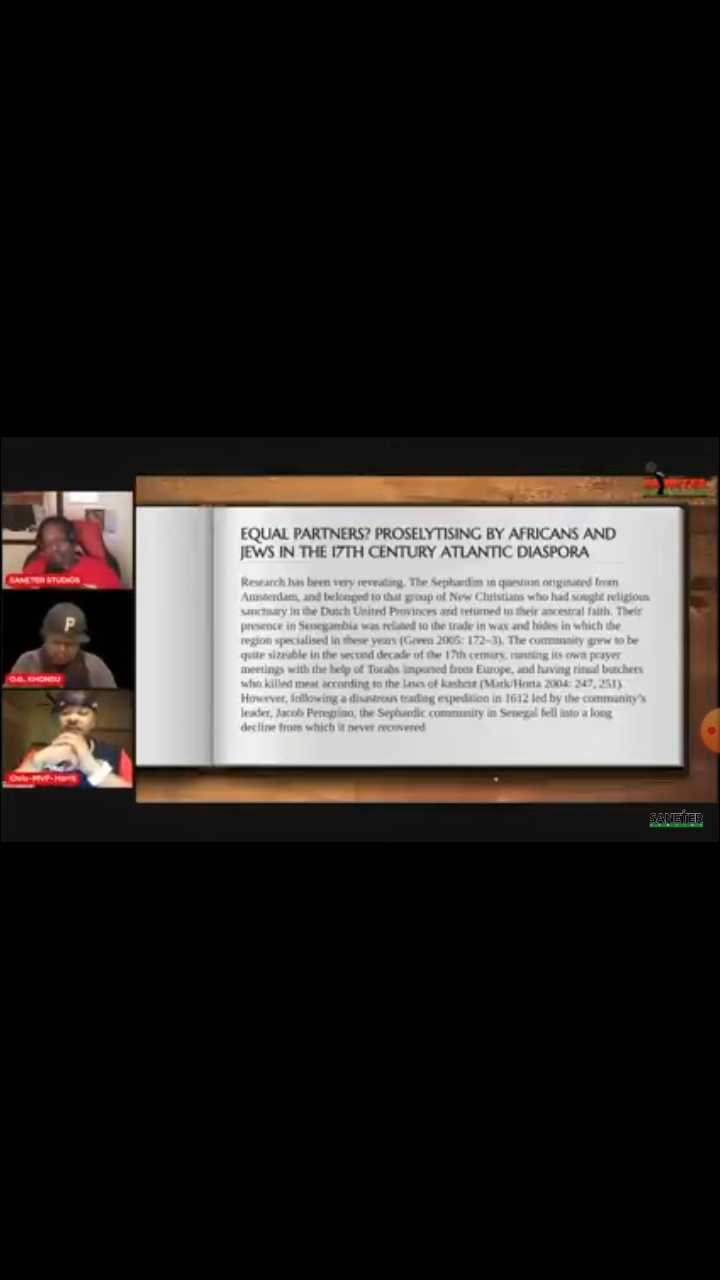 SANETER
EQUAL PARTNERS? PROSELYTISING BY AFRICANS AND
JEWS IN THE 17TH CENTURY ATLANTIC DIASPORA
Research has been very revealing. The Sephardim in question originated from
Amsterdam, and belonged to that group of New Christians who had sought religious
sanctuary in the Dutch United Provinces and returned to their ancestral faith. Their
presence in Senegambia was related to the trade in wax and hides in which the
region specialised in these years (Green 2005: 172–3). The community grew to be
quite sizeable in the second decade of the 17th century, running its own prayer
meetings with the help of Torahs imported from Europe, and having ritual butchers
who killed meat according to the laws of kashrut (Mark/Horta 2004: 247, 251).
However, following a disastrous trading expedition in 1612 led by the community's
leader, Jacob Peregrino, the Sephardic community in Senegal fell into a long
decline from which it never recovered
SANETER STUDIOS
P
O.G. KHONSU
Chris-MVP-Harris
SANETER